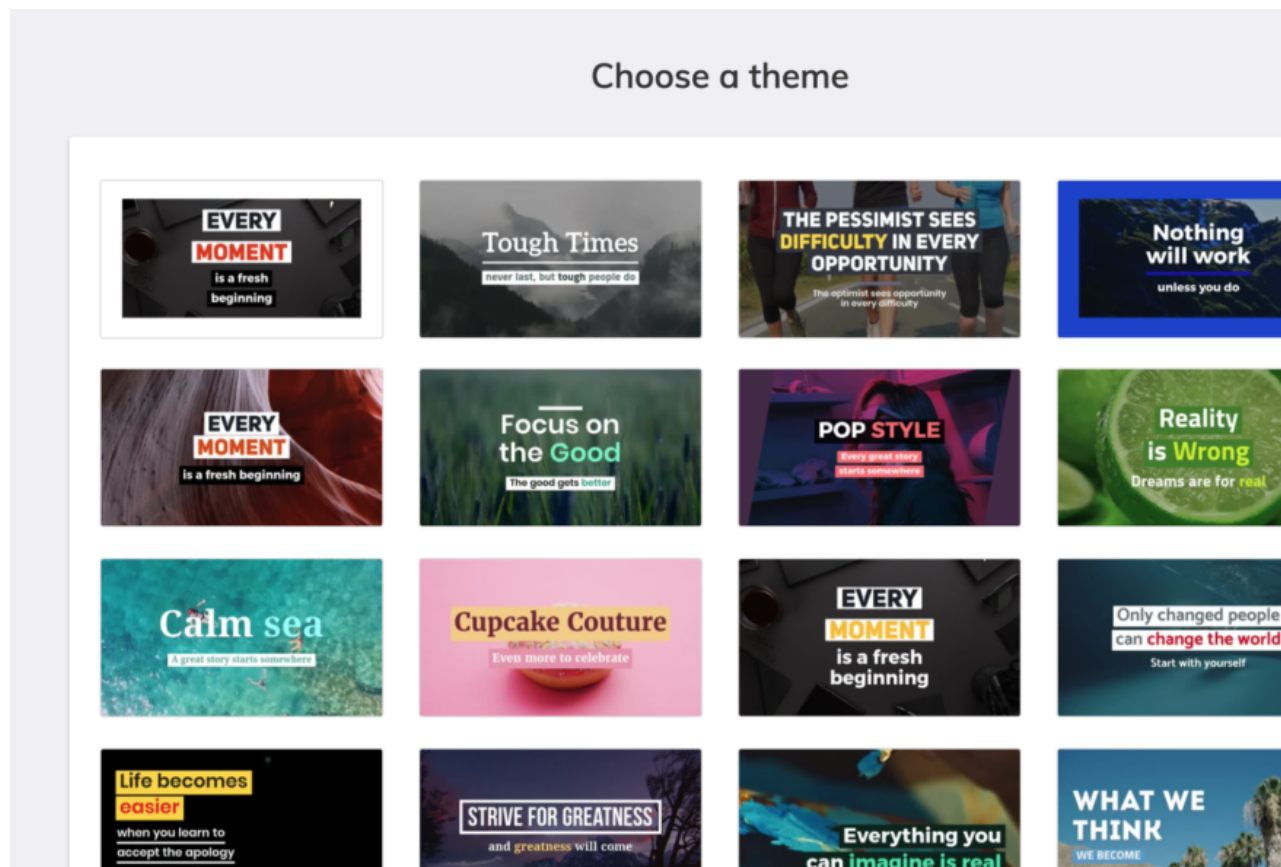 Choose a theme
EVERY
MOMENT
is a fresh
beginning
Tough Times
never last, but tough people do
THE PESSIMIST SEES
DIFFICULTY IN EVERY
OPPORTUNITY
The optimist sees opportunity
in every difficulty
Nothing
will work
unless you do
EVERY
MOMENT
is a fresh beginning
Focus on
the Good
The good gets better
POP STYLE
Every great story
starts somewhere
Reality
is Wrong
Dreams are for real
Calm sea
A great story starts somewhere
Cupcake Couture
Even more to celebrate
EVERY
MOMENT
is a fresh
beginning
Only changed people
can change the world
Start with yourself
Life becomes
easier
when you learn to
accept the apology
STRIVE FOR GREATNESS
and greatness will come
Everything you
can imagine is real
WHAT WE
THINK
WE BECOME